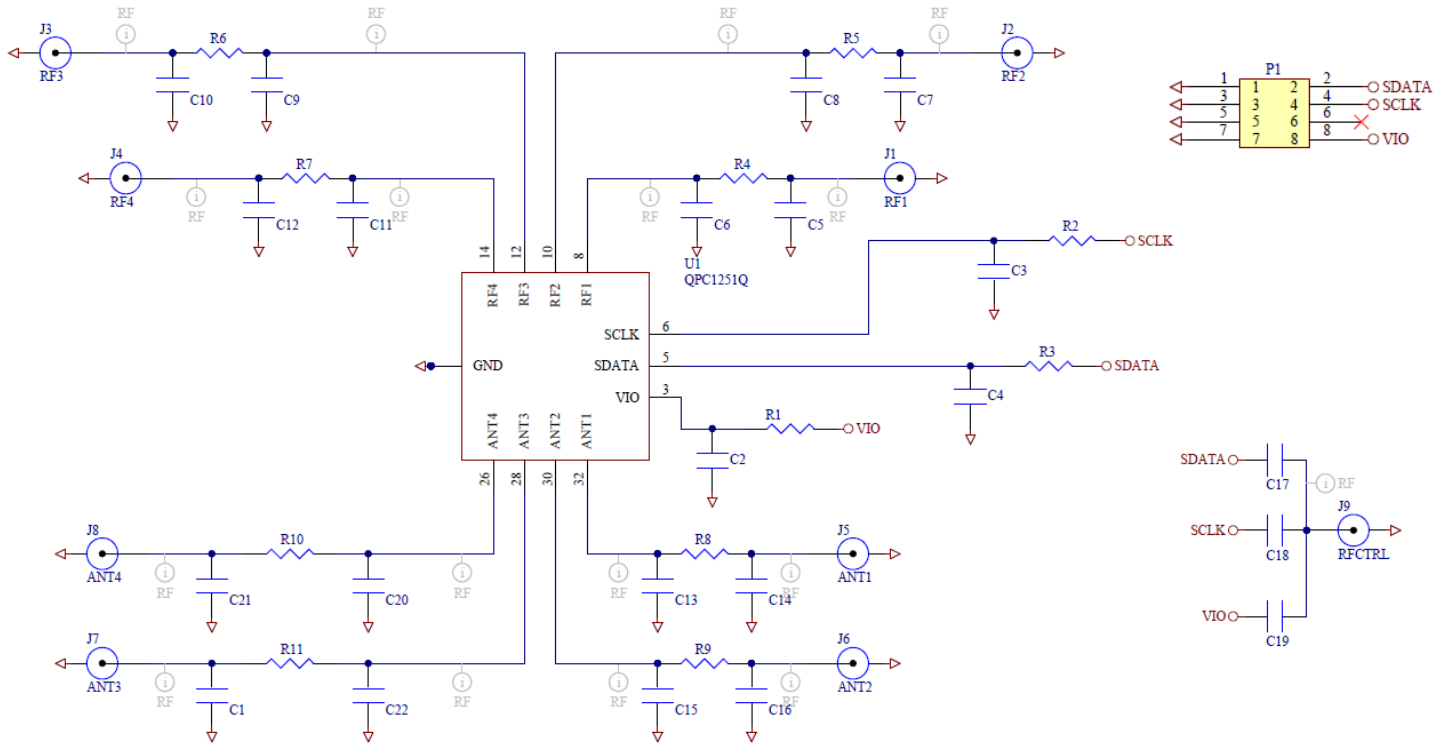 RF
RF
RF
RF
J3
R6
R5
J2
RF3
RF2
P1
C10
C9
C8
C7
1 1 2 2 SDATA
3 3 4 4 SCLK
5 5 6 6
7 7 8 8 VIO
J4
R7
R4
J1
RF4
RF1
i
RF
C12
C11
RF
RF
C6
C5
RF
R2
SCLK
C3
14
12
10
8
U1
QPC1251Q
RF4
RF3
RF2
RF1
SCLK
6
GND
SDATA
5
R3
SDATA
VIO
3
C4
ANT4
ANT3
ANT2
ANT1
R1
VIO
C2
26
28
30
32
SDATA
C17
i RF
J9
SCLK
C18
RFCTRL
VIO
C19
J8
R10
R8
J5
ANT4
ANT1
RF
C21
C20
RF
RF
C13
C14
RF
J7
R11
R9
J6
ANT3
ANT2
RF
C1
C22
RF
RF
C15
C16
RF